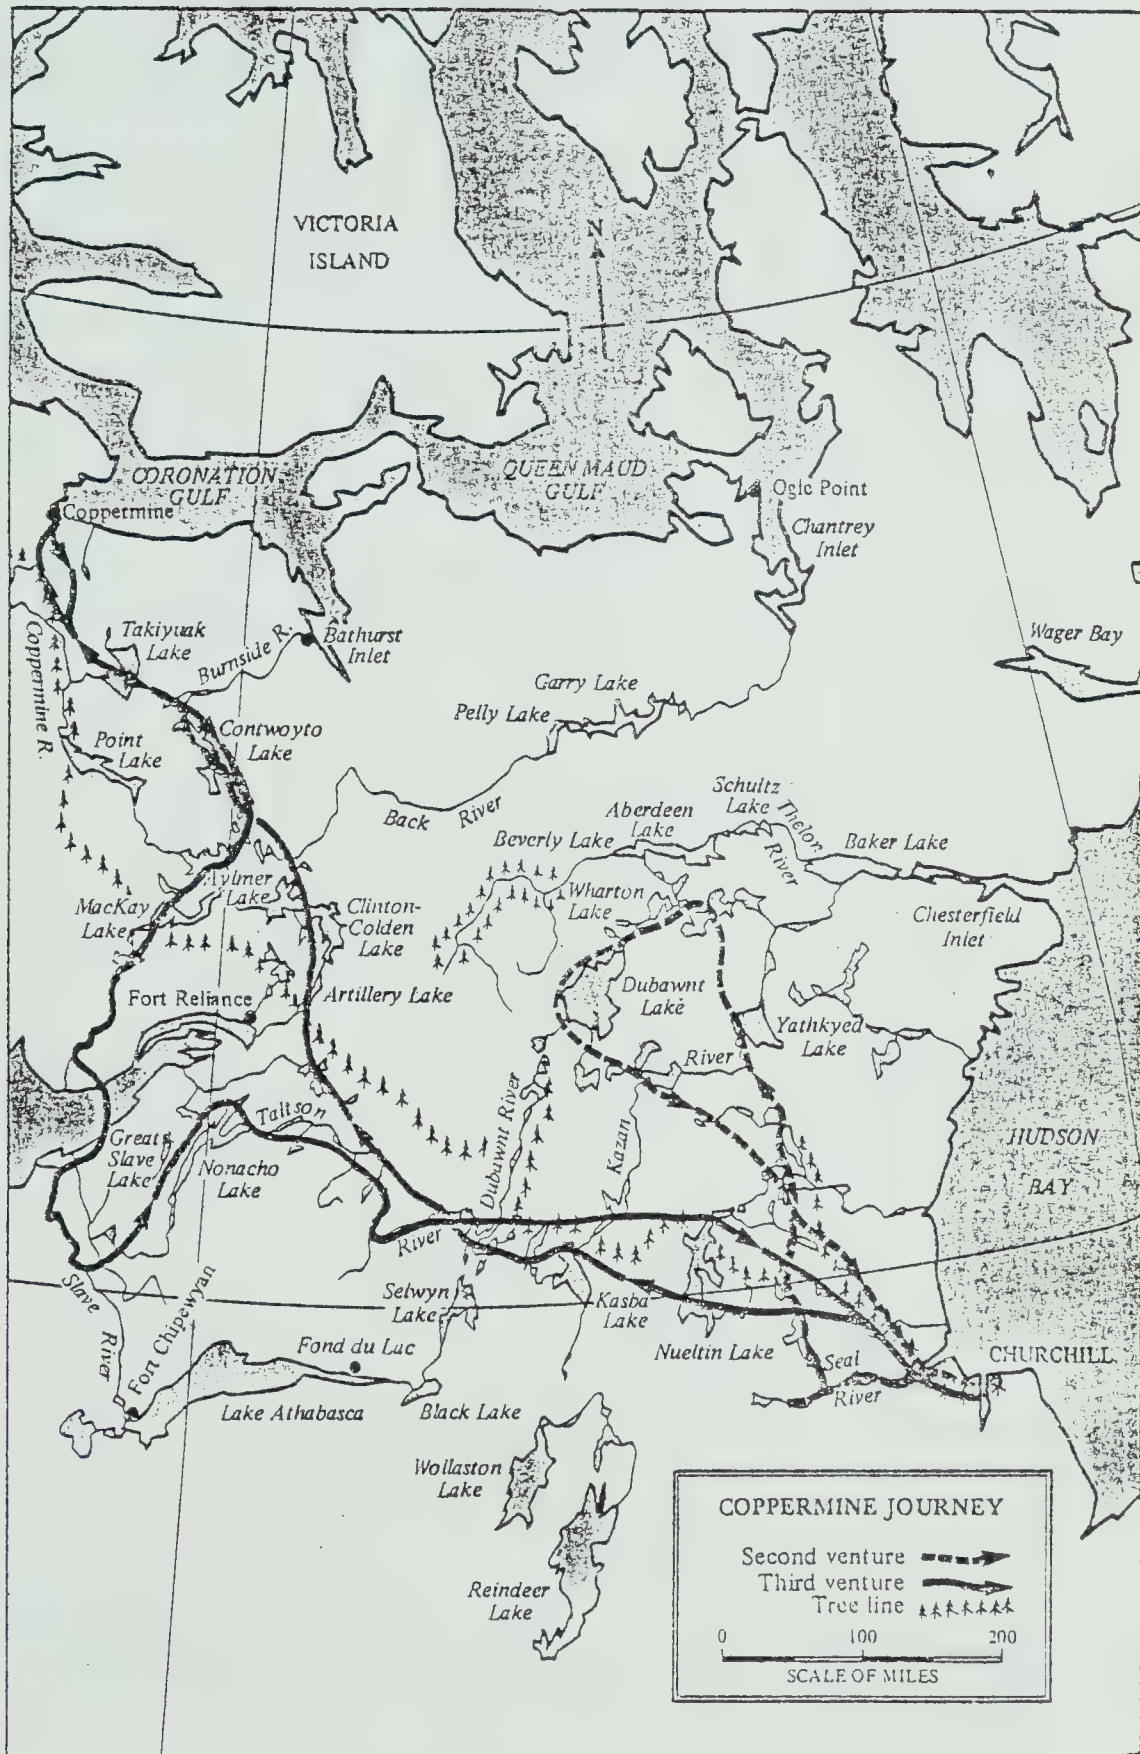 VICTORIA
ISLAND
N
CORONATION
GULF
QUEEN MAUD
GULF
Coppermine
Ogle Point
Chantrey
Inlet
Coppermine R.
Takiyuak
Lake
Burnside R.
Bathurst
Inlet
Wager Bay
Garry Lake
Pelly Lake
Point
Lake
Contwoyto
Lake
Back River
Schultz
Lake
Thelon
River
Aberdeen
Lake
Beverly Lake
Baker Lake
Wharton
Lake
Aylmer
Lake
MacKay
Lake
Clinton-
Colden
Lake
Chesterfield
Inlet
Fort Reliance
Artillery Lake
Dubawnt
Lake
Yathkyed
Lake
River
Kazan
Dubawnt River
Taltson
River
Great
Slave
Lake
Nonacho
Lake
HUDSON
BAY
Slave
River
Fort Chipewyan
Selwyn
Lake
Kasba
Lake
Nueltin Lake
Fond du Lac
Seal
River
CHURCHILL
Lake Athabasca
Black Lake
Wollaston
Lake
Reindeer
Lake
COPPERMINE JOURNEY
Second venture
Third venture
Tree line
0 100 200
SCALE OF MILES